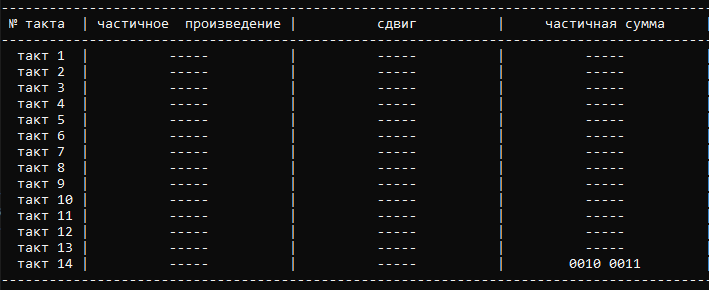 № такта | частичное произведение | сдвиг | частичная сумма |
такт 1 | ----- | ----- | -----
такт 2 | ----- | ----- | -----
такт 3 | ----- | ----- | -----
такт 4 | ----- | ----- | -----
такт 5 | ----- | ----- | -----
такт 6 | ----- | ----- | -----
такт 7 | ----- | ----- | -----
такт 8 | ----- | ----- | -----
такт 9 | ----- | ----- | -----
такт 10 | ----- | ----- | -----
такт 11 | ----- | ----- | -----
такт 12 | ----- | ----- | -----
такт 13 | ----- | ----- | -----
такт 14 | ----- | ----- | 0010 0011